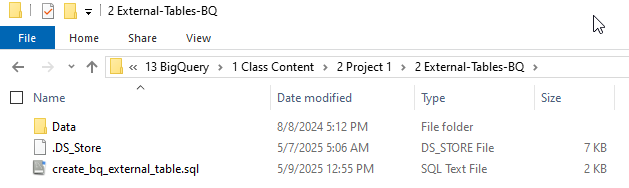 2 External-Tables-BQ
File Home Share View
« 13 BigQuery > 1 Class Content > 2 Project 1 > 2 External-Tables-BQ >
Name Date modified Type Size
Data 8/8/2024 5:12 PM File folder
.DS_Store 5/7/2025 5:06 AM DS_STORE File 7 KB
create_bq_external_table.sql 5/9/2025 12:55 PM SQL Text File 2 KB